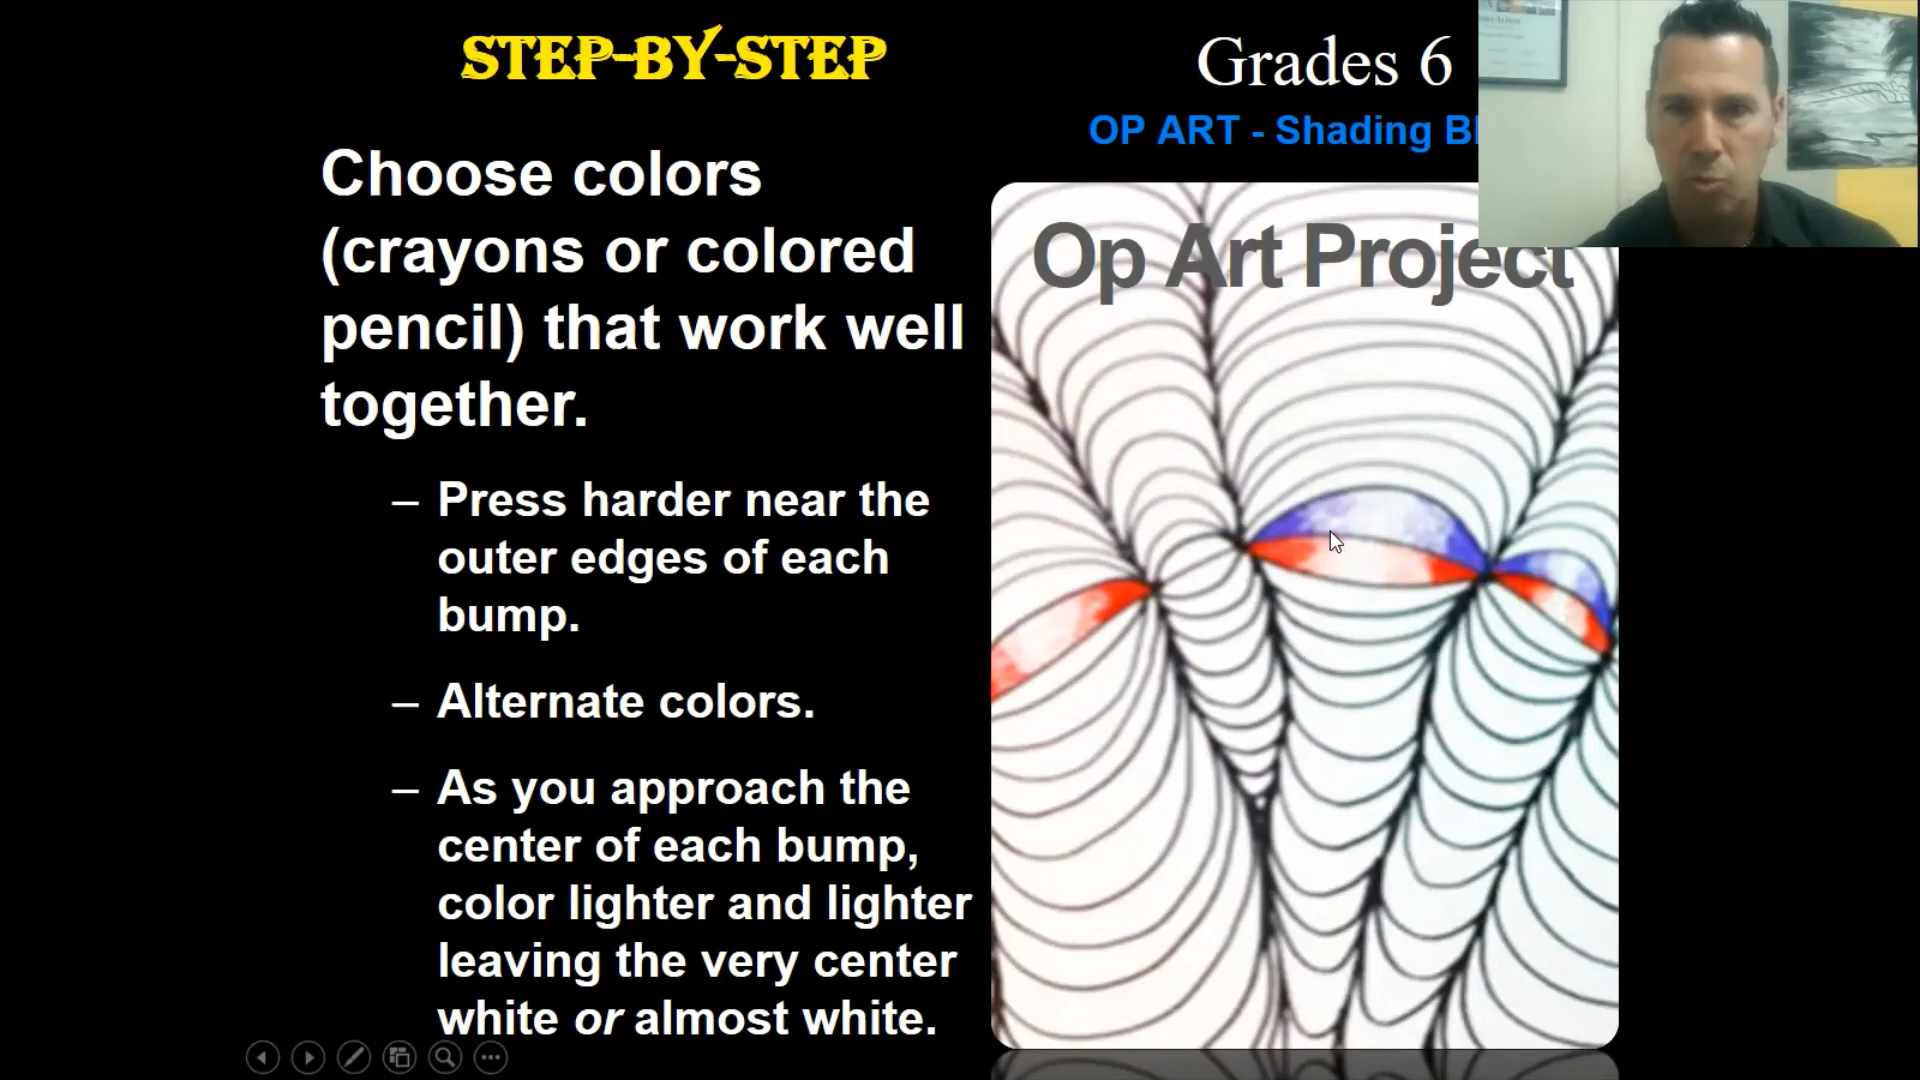 STEP-BY-STEP
Grades 6
OP ART - Shading
Choose colors
(crayons or colored
pencil) that work well
together.
– Press harder near the
outer edges of each
bump.
– Alternate colors.
– As you approach the
center of each bump,
color lighter and lighter
leaving the very center
white or almost white.
Op Art Project